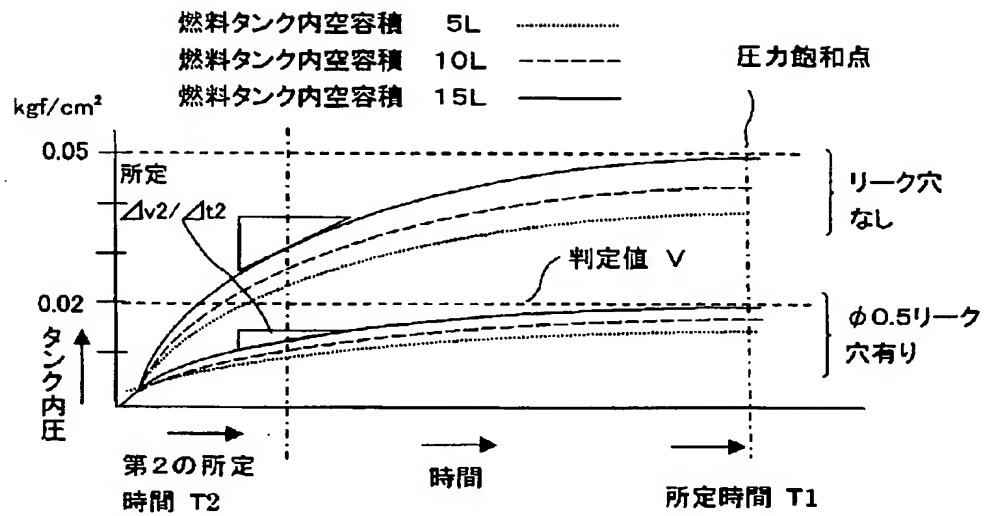 燃料タンク内空容積 5L
燃料タンク内空容積 10L
燃料タンク内空容積 15L
圧力飽和点
kgf/cm²
0.05
所定
⊿v2/⊿t2
リーク穴
なし
判定値 V
0.02
φ0.5リーク
穴有り
タンク内圧
第2の所定
時間 T2
時間
所定時間 T1